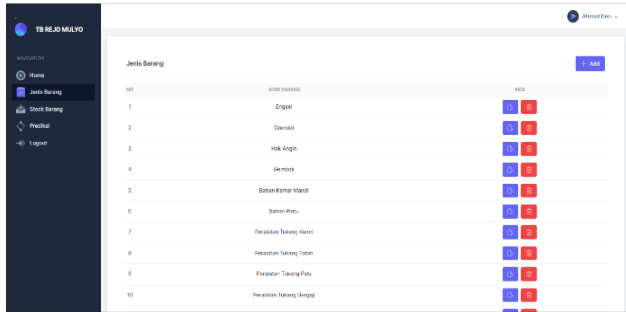 TB REJO MULYO
Ahmad Deni
NAVIGATION
Home
Jenis Barang
Stock Barang
Prediksi
Logout
Jenis Barang
+ Add
NO JENIS BARANG AKSI
1 Engsel
2 Grendel
3 Hak Angin
4 Gembok
5 Bahan Kamar Mandi
6 Bahan Pintu
7 Peralatan Tukang Kunci
8 Peralatan Tukang Tatah
9 Peralatan Tukang Palu
10 Peralatan Tukang Gergaji